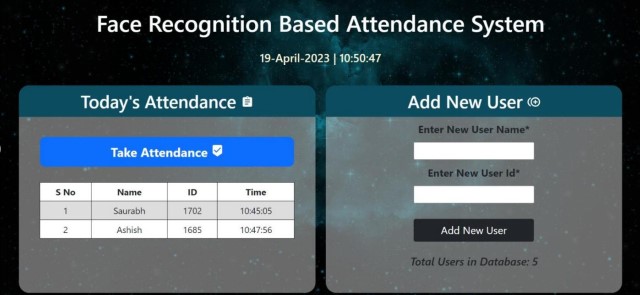 Face Recognition Based Attendance System
19-April-2023 | 10:50:47
Today's Attendance
Take Attendance
S No Name ID Time
1 Saurabh 1702 10:45:05
2 Ashish 1685 10:47:56
Add New User
Enter New User Name*
Enter New User Id*
Add New User
Total Users in Database: 5